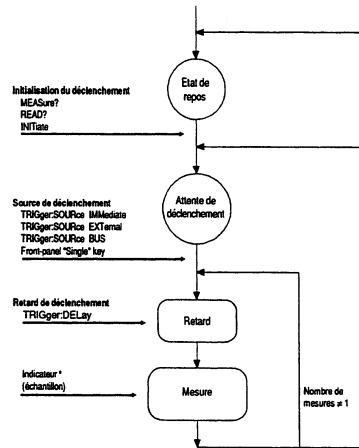 Etat de
repos
Initialisation du déclenchement
MEASure?
READ?
INITiate
Attente de
déclenchement
Source de déclenchement
TRIGger:SOURce IMMediate
TRIGger:SOURce EXTernal
TRIGger:SOURce BUS
Front-panel "Single" key
Retard de déclenchement
TRIGger:DELay
Retard
Indicateur *
(échantillon)
Mesure
Nombre de
mesures ≠ 1